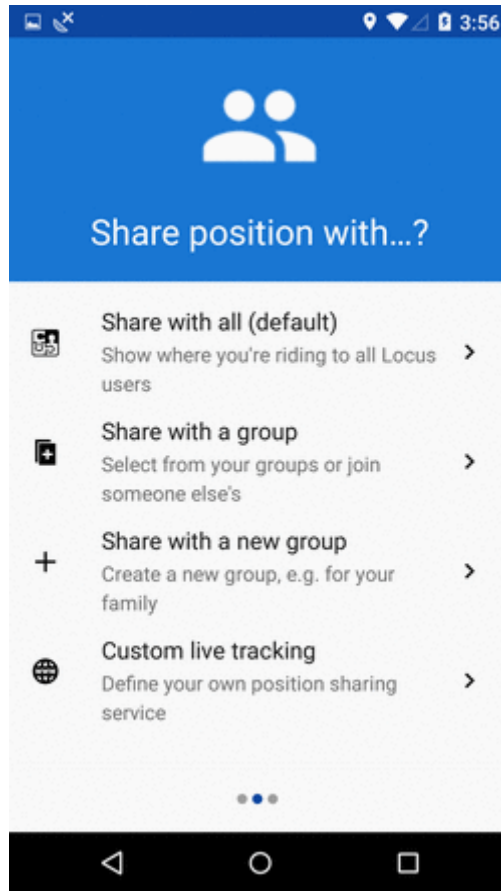 3:56
Share position with...?
Share with all (default)
Show where you're riding to all Locus
users
Share with a group
Select from your groups or join
someone else's
Share with a new group
Create a new group, e.g. for your
family
Custom live tracking
Define your own position sharing
service